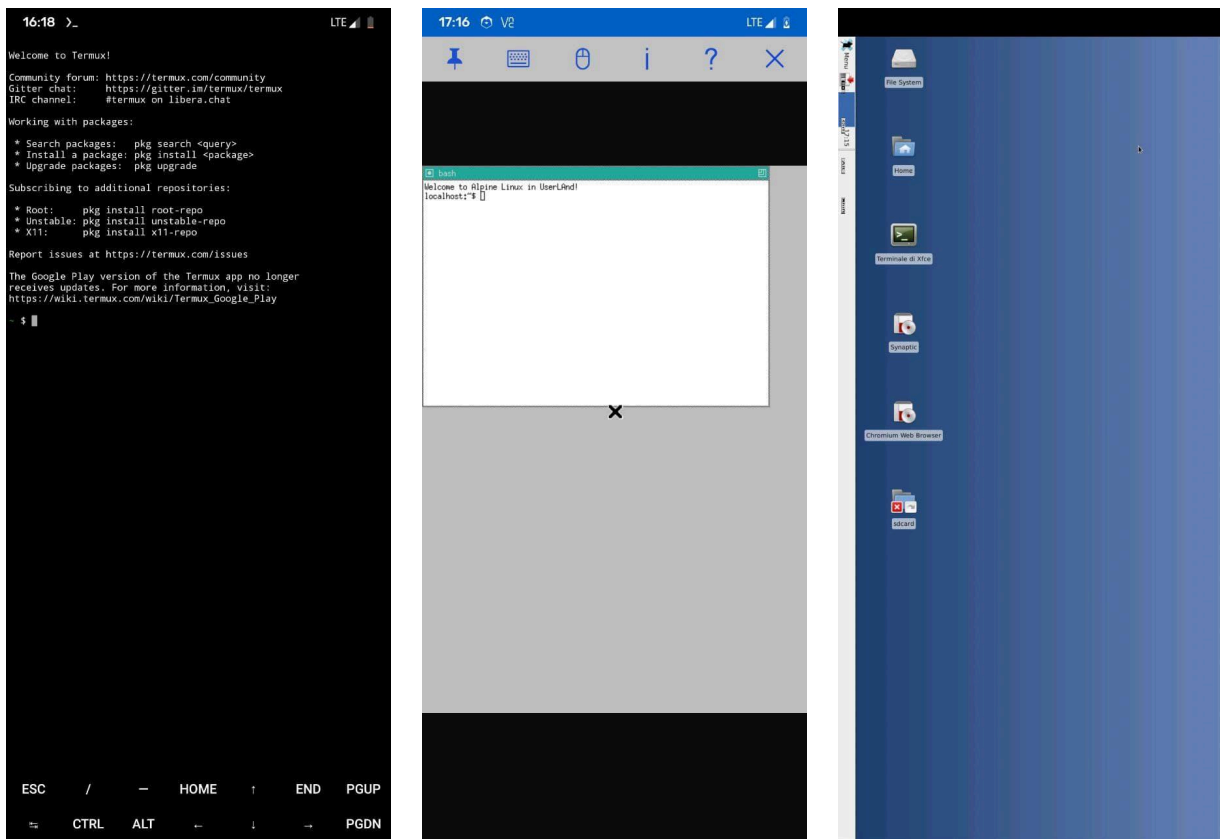 16:18 >_ LTE
Welcome to Termux!
Community forum: https://termux.com/community
Gitter chat: https://gitter.im/termux/termux
IRC channel: #termux on libera.chat
Working with packages:
* Search packages: pkg search <query>
* Install a package: pkg install <package>
* Upgrade packages: pkg upgrade
Subscribing to additional repositories:
* Root: pkg install root-repo
* Unstable: pkg install unstable-repo
* X11: pkg install x11-repo
Report issues at https://termux.com/issues
The Google Play version of the Termux app no longer
receives updates. For more information, visit:
https://wiki.termux.com/wiki/Termux_Google_Play
~ $
ESC / — HOME ↑ END PGUP
⇆ CTRL ALT ← ↓ → PGDN
17:16 V2 LTE
i ?
bash
Welcome to Alpine Linux in UserLAnd!
localhost:~$
Menu
17:15
File System
Home
Terminale di Xfce
Synaptic
Chromium Web Browser
sdcard